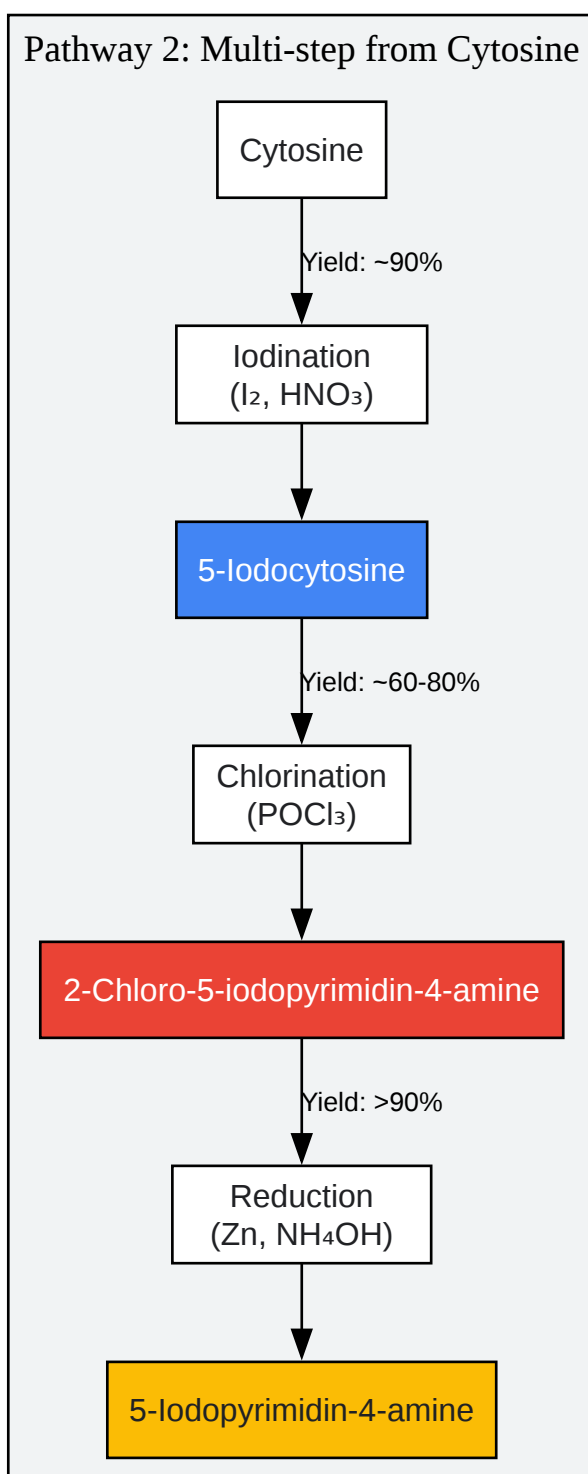 Pathway 2: Multi-step from Cytosine
Cytosine
Yield: ~90%
Iodination
(I₂, HNO₃)
5-Iodocytosine
Yield: ~60-80%
Chlorination
(POCl₃)
2-Chloro-5-iodopyrimidin-4-amine
Yield: >90%
Reduction
(Zn, NH₄OH)
5-Iodopyrimidin-4-amine